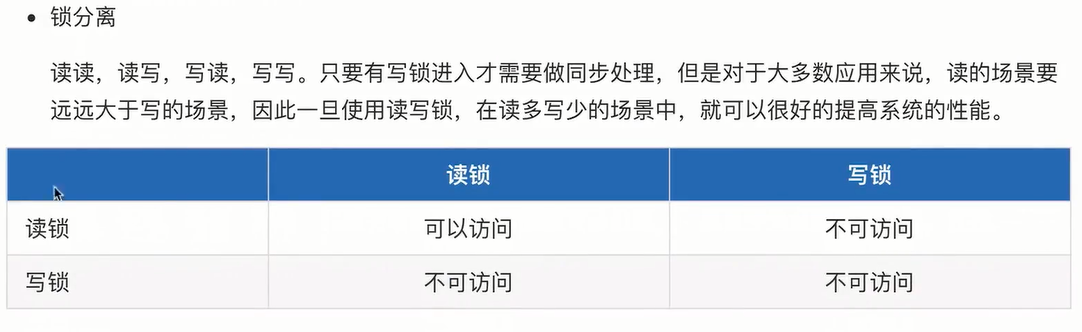 • 锁分离
读读，读写，写读，写写。只要有写锁进入才需要做同步处理，但是对于大多数应用来说，读的场景要
远远大于写的场景，因此一旦使用读写锁，在读多写少的场景中，就可以很好的提高系统的性能。
读锁 写锁
读锁 可以访问 不可访问
写锁 不可访问 不可访问